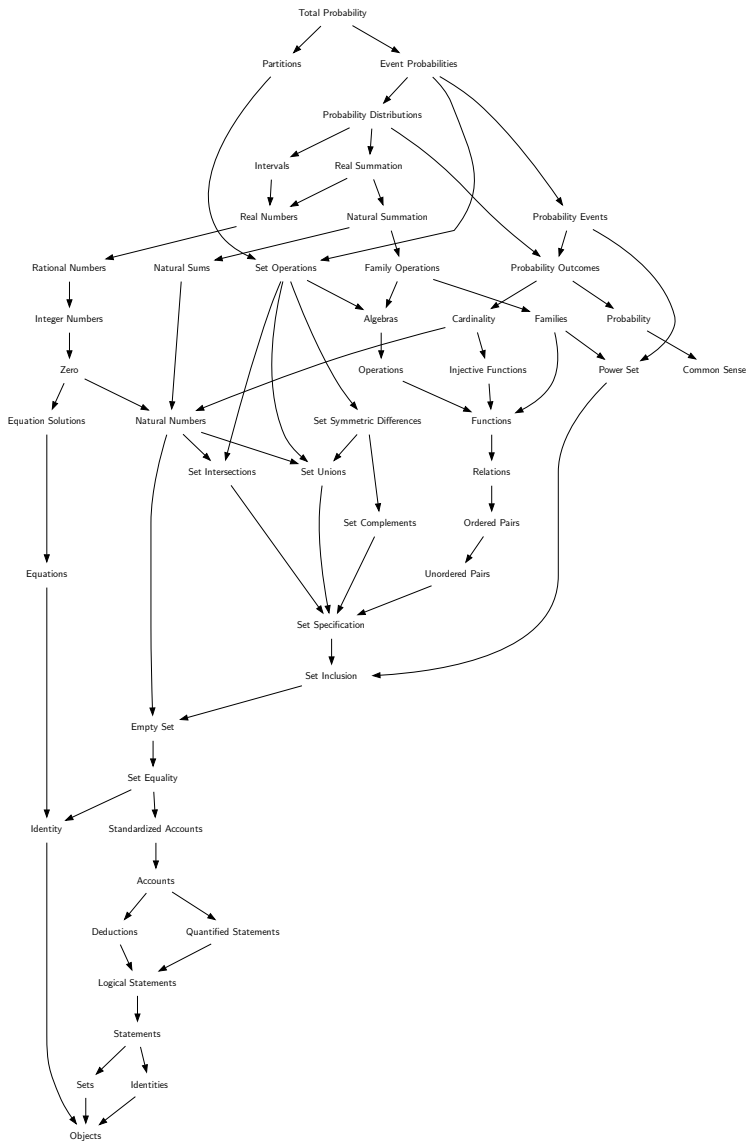 Total Probability
Partitions
Event Probabilities
Probability Distributions
Intervals
Real Summation
Real Numbers
Natural Summation
Probability Events
Rational Numbers
Natural Sums
Set Operations
Family Operations
Probability Outcomes
Integer Numbers
Algebras
Cardinality
Families
Probability
Zero
Operations
Injective Functions
Power Set
Common Sense
Equation Solutions
Natural Numbers
Set Symmetric Differences
Functions
Set Intersections
Set Unions
Relations
Set Complements
Ordered Pairs
Equations
Unordered Pairs
Set Specification
Set Inclusion
Empty Set
Set Equality
Identity
Standardized Accounts
Accounts
Deductions
Quantified Statements
Logical Statements
Statements
Sets
Identities
Objects